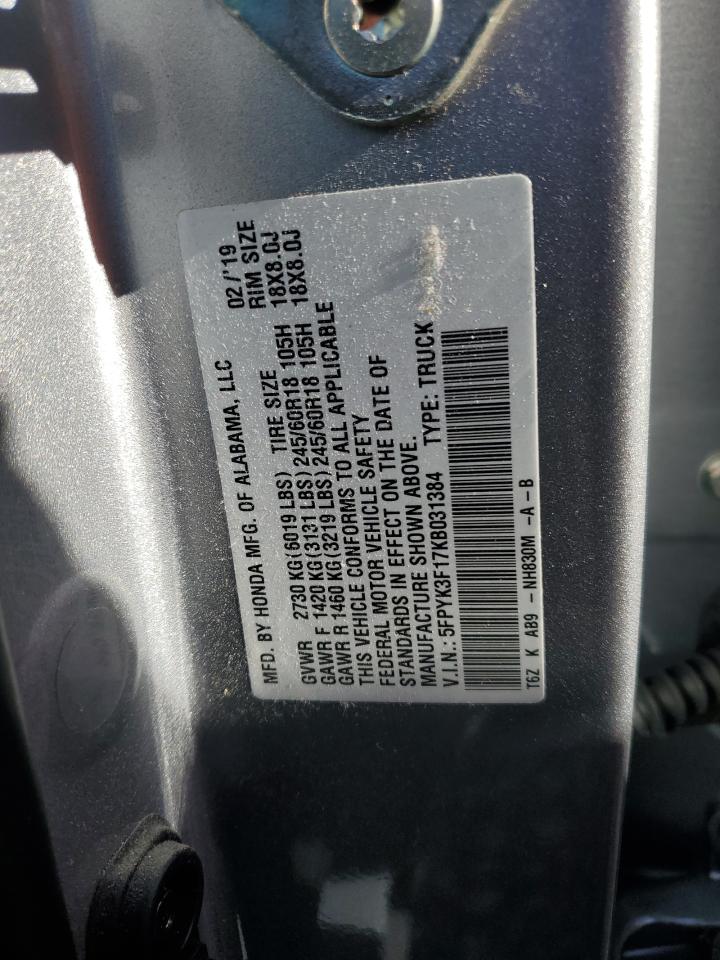 MFD. BY HONDA MFG. OF ALABAMA, LLC 02/'19
GVWR 2730 KG(6019 LBS) TIRE SIZE RIM SIZE
GAWR F 1420 KG(3131 LBS)245/60R18 105H 18X8.0J
GAWR R 1460 KG(3219 LBS)245/60R18 105H 18X8.0J
THIS VEHICLE CONFORMS TO ALL APPLICABLE
FEDERAL MOTOR VEHICLE SAFETY
STANDARDS IN EFFECT ON THE DATE OF
MANUFACTURE SHOWN ABOVE.
V.I.N.: 5FPYK3F17KB031384 TYPE: TRUCK
T6Z K AB9 - NH830M -A-B